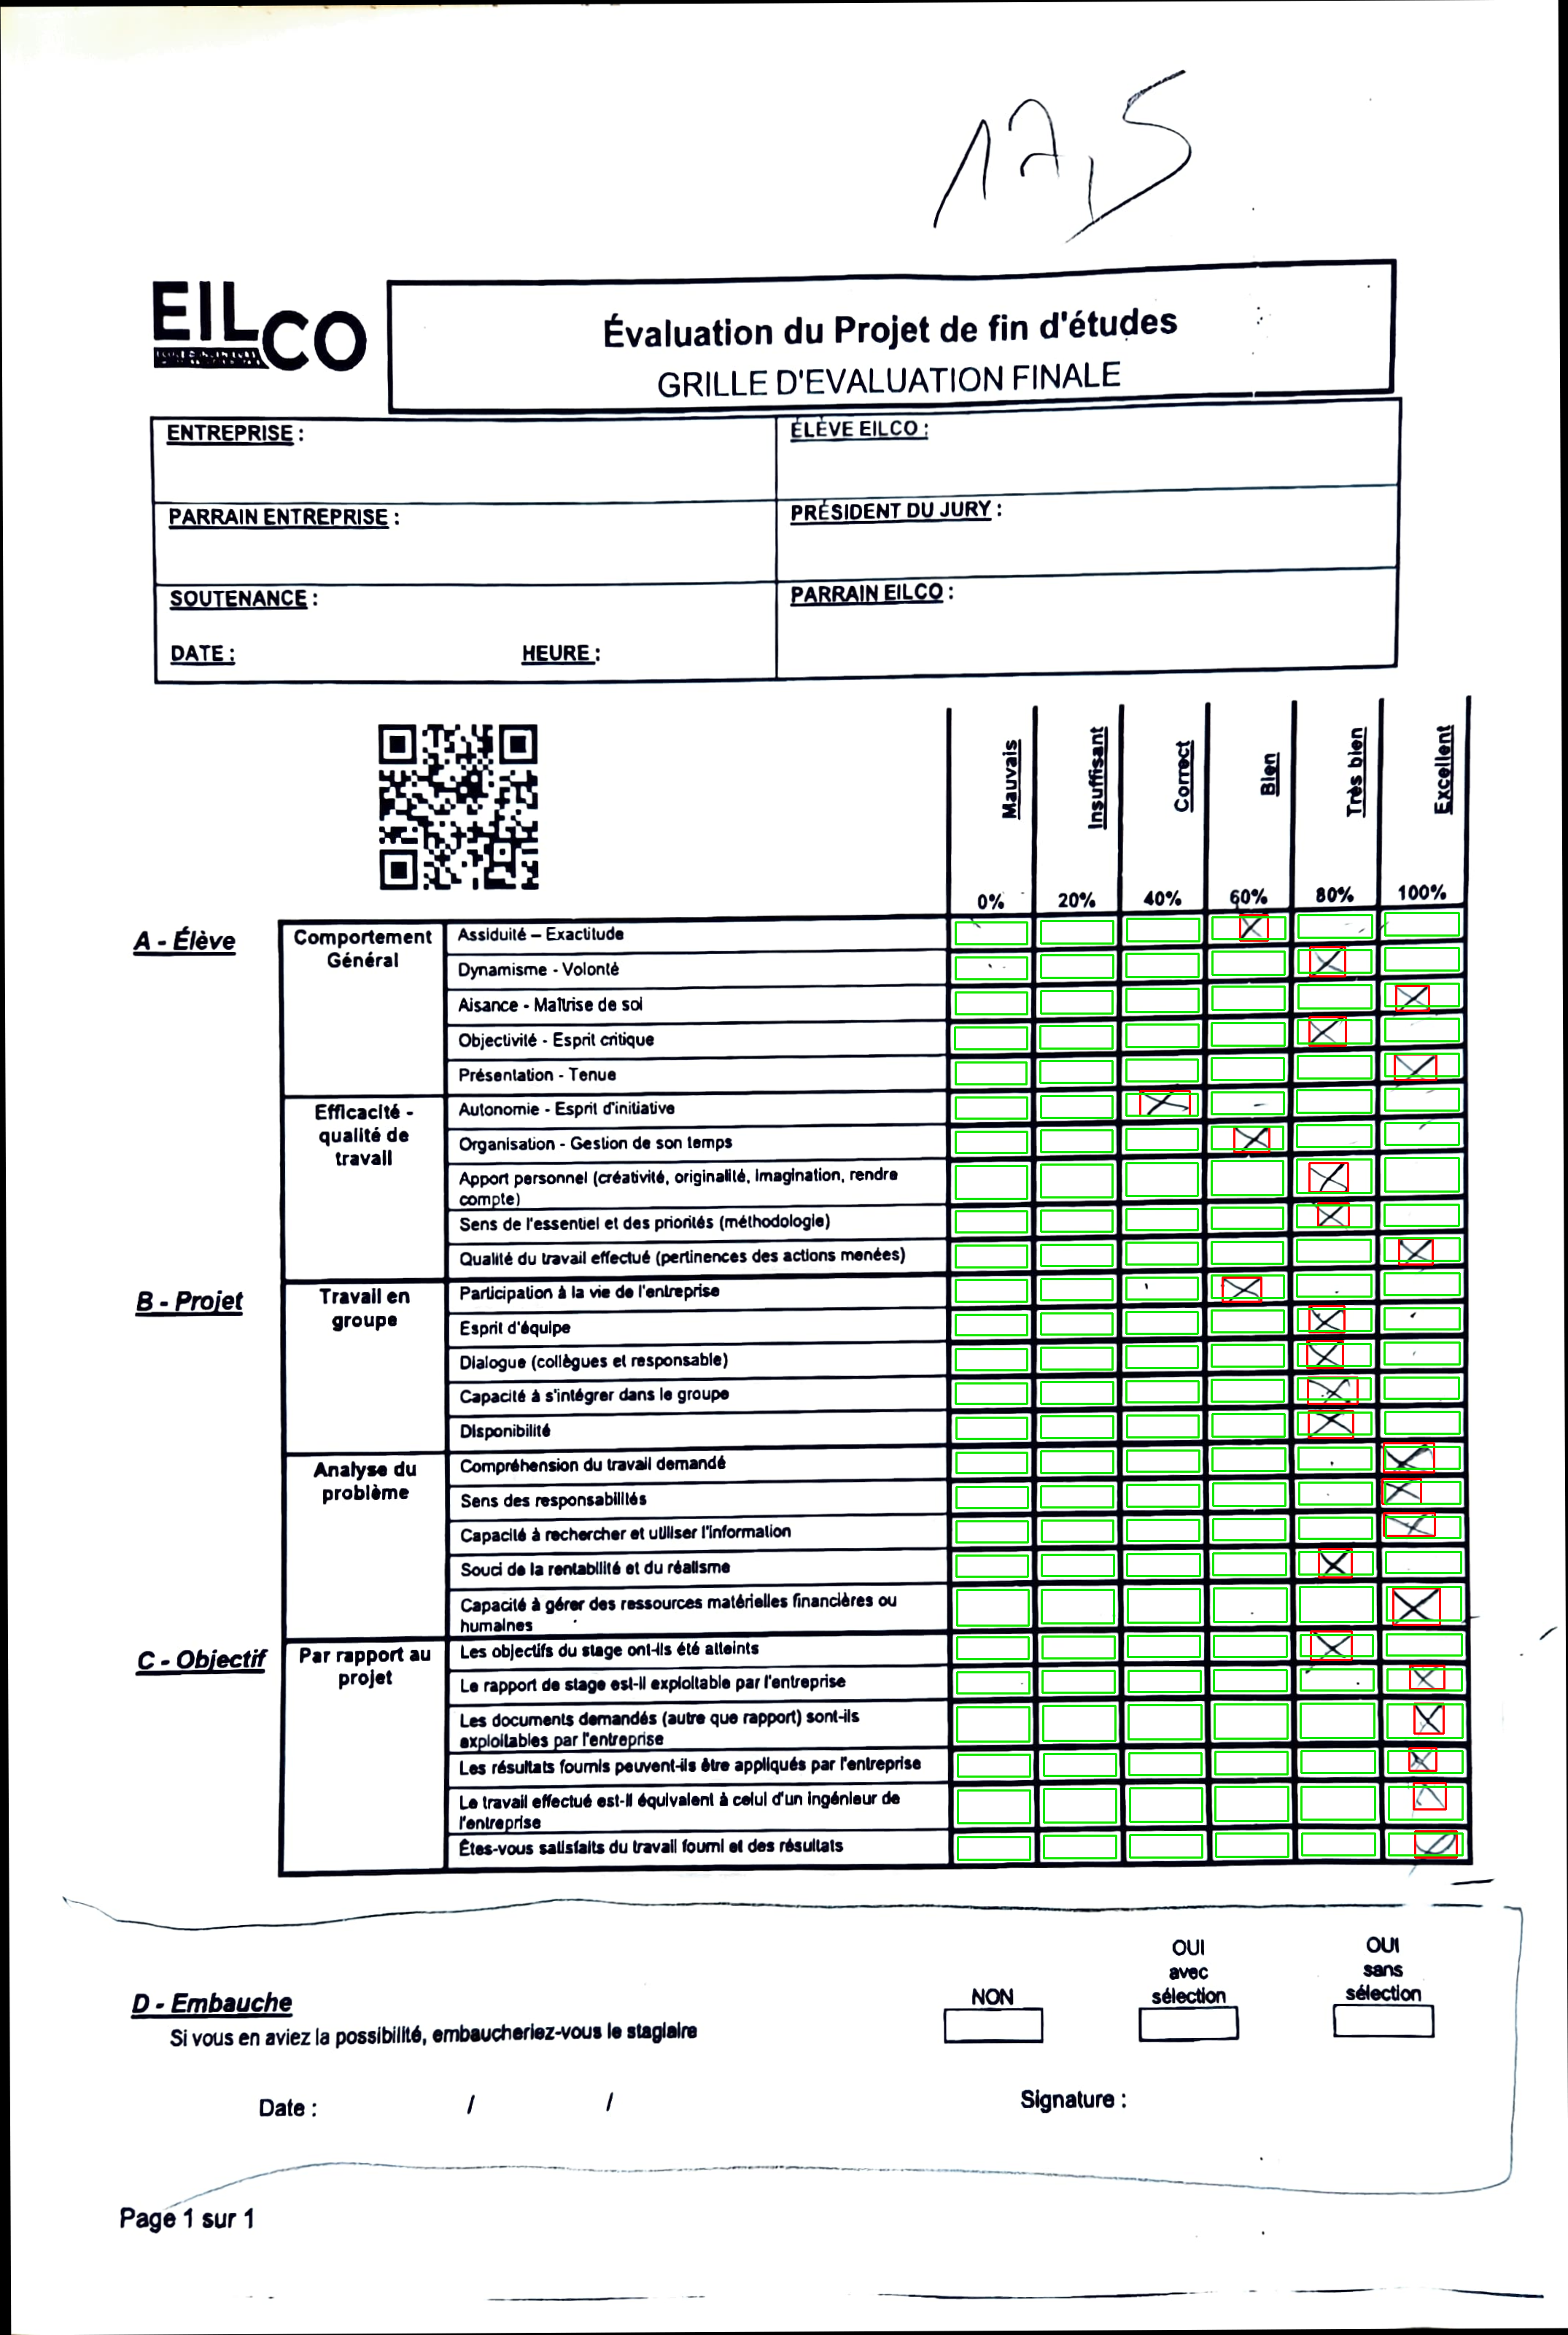 17,5
EILCO
Évaluation du Projet de fin d'études
GRILLE D'EVALUATION FINALE
ENTREPRISE :
ÉLÈVE EILCO :
PARRAIN ENTREPRISE :
PRÉSIDENT DU JURY :
SOUTENANCE :
PARRAIN EILCO :
DATE :
HEURE :
Mauvais
Insuffisant
Correct
Bien
Très bien
Excellent
0% 20% 40% 60% 80% 100%
A - Élève
Comportement
Général
Assiduité – Exactitude
Dynamisme - Volonté
Aisance - Maîtrise de soi
Objectivité - Esprit critique
Présentation - Tenue
Efficacité -
qualité de
travail
Autonomie - Esprit d'initiative
Organisation - Gestion de son temps
Apport personnel (créativité, originalité, imagination, rendre
compte)
Sens de l'essentiel et des priorités (méthodologie)
Qualité du travail effectué (pertinences des actions menées)
B - Projet
Travail en
groupe
Participation à la vie de l'entreprise
Esprit d'équipe
Dialogue (collègues et responsable)
Capacité à s'intégrer dans le groupe
Disponibilité
Analyse du
problème
Compréhension du travail demandé
Sens des responsabilités
Capacité à rechercher et utiliser l'information
Souci de la rentabilité et du réalisme
Capacité à gérer des ressources matérielles financières ou
humaines
C - Objectif
Par rapport au
projet
Les objectifs du stage ont-ils été atteints
Le rapport de stage est-il exploitable par l'entreprise
Les documents demandés (autre que rapport) sont-ils
exploitables par l'entreprise
Les résultats fournis peuvent-ils être appliqués par l'entreprise
Le travail effectué est-il équivalent à celui d'un ingénieur de
l'entreprise
Êtes-vous satisfaits du travail fourni et des résultats
D - Embauche
Si vous en aviez la possibilité, embaucheriez-vous le stagiaire
NON
OUI
avec
sélection
OUI
sans
sélection
Date : / /
Signature :
Page 1 sur 1